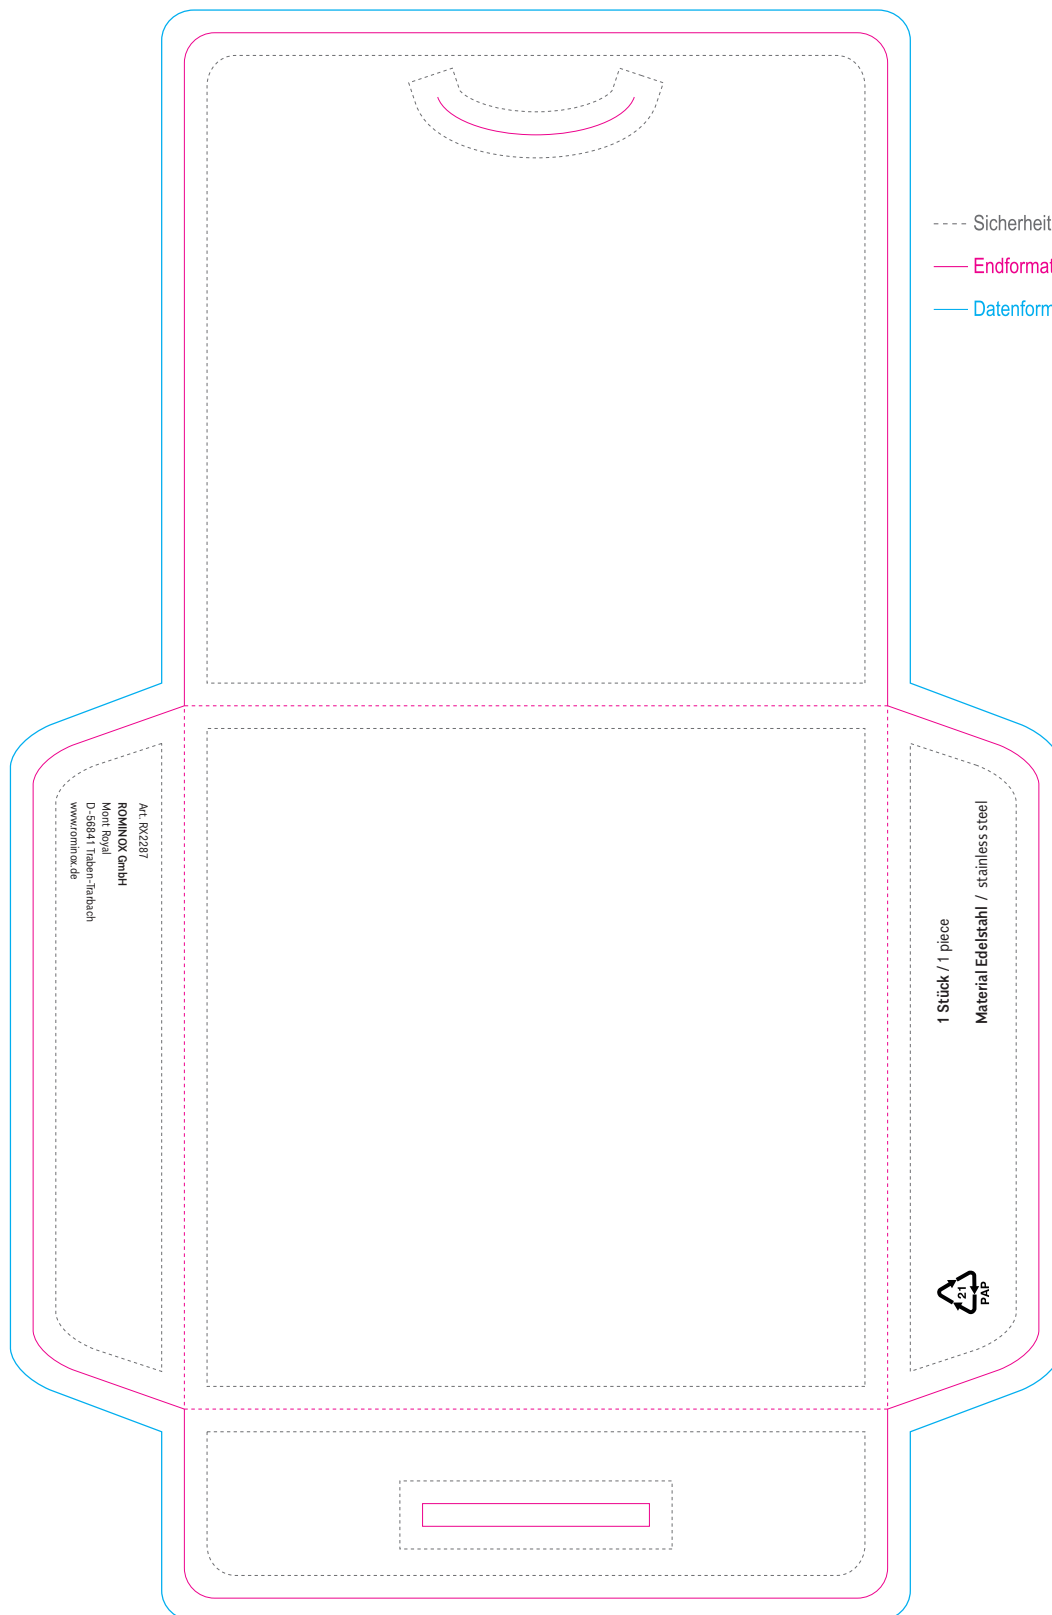 Sicherheit
Endformat
Datenform
Art. RX2287
ROMINOX GmbH
Mont Royal
D-56841 Traben-Trarbach
www.rominox.de
1 Stück / 1 piece
Material Edelstahl / stainless steel
21
PAP